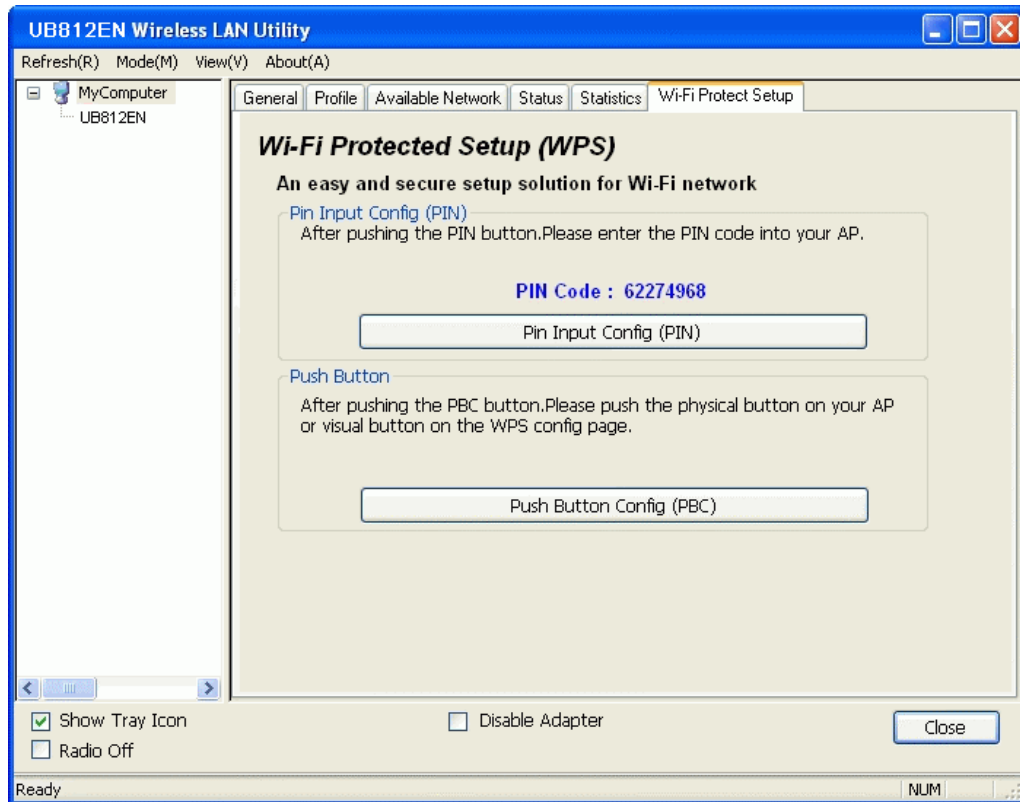 UB812EN Wireless LAN Utility
Refresh(R) Mode(M) View(V) About(A)
MyComputer
UB812EN
General Profile Available Network Status Statistics Wi-Fi Protect Setup
Wi-Fi Protected Setup (WPS)
An easy and secure setup solution for Wi-Fi network
Pin Input Config (PIN)
After pushing the PIN button.Please enter the PIN code into your AP.
PIN Code : 62274968
Pin Input Config (PIN)
Push Button
After pushing the PBC button.Please push the physical button on your AP
or visual button on the WPS config page.
Push Button Config (PBC)
Show Tray Icon
Radio Off
Disable Adapter
Close
Ready
NUM